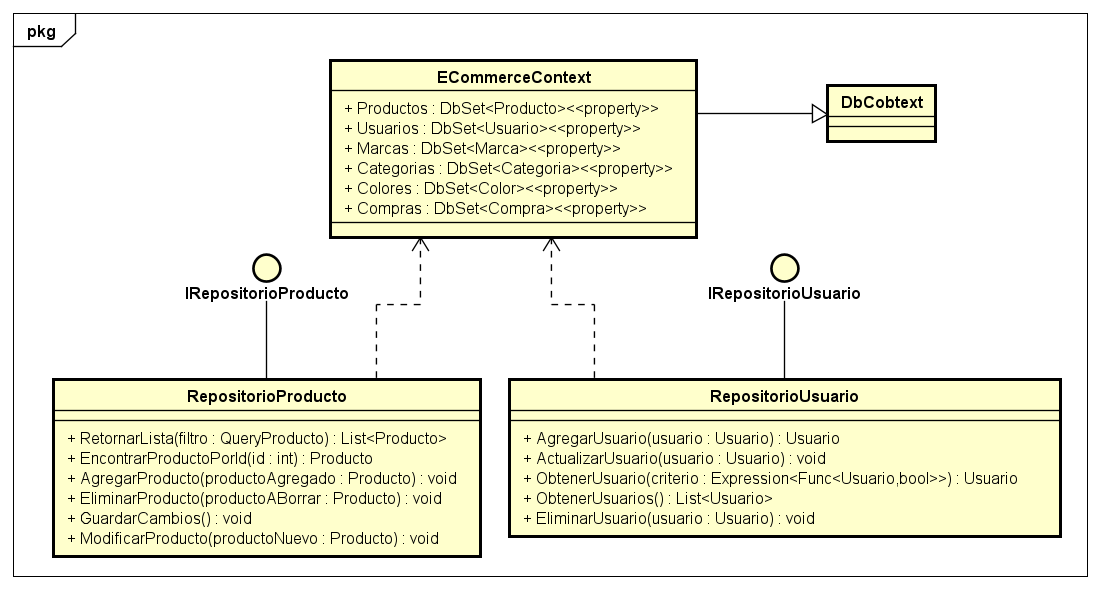 pkg
ECommerceContext
+ Productos : DbSet<Producto><<property>>
+ Usuarios : DbSet<Usuario><<property>>
+ Marcas : DbSet<Marca><<property>>
+ Categorias : DbSet<Categoria><<property>>
+ Colores : DbSet<Color><<property>>
+ Compras : DbSet<Compra><<property>>
DbCobtext
IRepositorioProducto
IRepositorioUsuario
RepositorioProducto
+ RetornarLista(filtro : QueryProducto) : List<Producto>
+ EncontrarProductoPorId(id : int) : Producto
+ AgregarProducto(productoAgregado : Producto) : void
+ EliminarProducto(productoABorrar : Producto) : void
+ GuardarCambios() : void
+ ModificarProducto(productoNuevo : Producto) : void
RepositorioUsuario
+ AgregarUsuario(usuario : Usuario) : Usuario
+ ActualizarUsuario(usuario : Usuario) : void
+ ObtenerUsuario(criterio : Expression<Func<Usuario,bool>>) : Usuario
+ ObtenerUsuarios() : List<Usuario>
+ EliminarUsuario(usuario : Usuario) : void